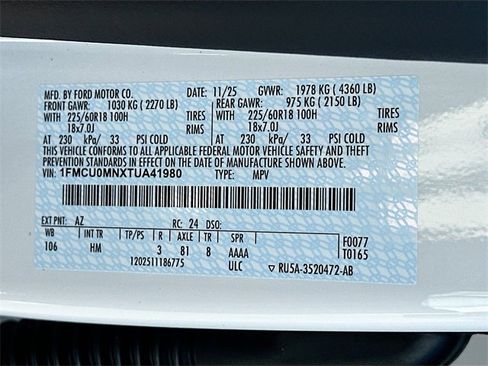 MFD. BY FORD MOTOR CO. 11/25 GVWR: 1978 KG ( 4360 LB)
FRONT GAWR: 1030 KG ( 2270 LB) REAR GAWR: 975 KG ( 2150 LB)
WITH 225/60R18 100H TIRES WITH 225/60R18 100H TIRES
18x7.0J RIMS 18x7.0J RIMS
AT 230 kPa/ 33 PSI COLD AT 230 kPa/ 33 PSI COLD
THIS VEHICLE CONFORMS TO ALL APPLICABLE FEDERAL MOTOR VEHICLE SAFETY AND BUMPER
AND THEFT PREVENTION STANDARDS IN EFFECT ON THE DATE OF MANUFACTURE SHOWN ABOVE.
VIN: 1FMCU0MNXTUA41980 TYPE: MPV
EXT PNT: AZ RC: 24 DSO:
WB INT TR TP/PS R AXLE TR SPR F0077
106 HM 3 81 8 AAAA T0165
1202511186775 ULC ▽ RU5A-3520472-AB